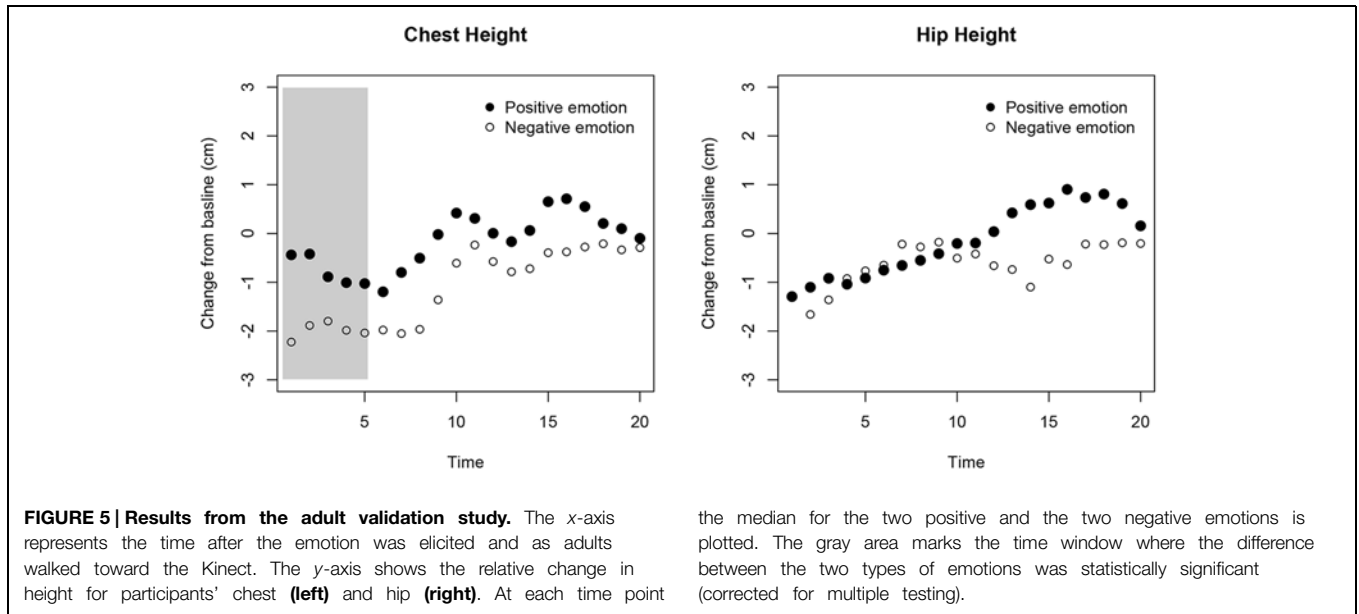 Chest Height
3
2
1
0
-1
-2
-3
Change from basline (cm)
Positive emotion
Negative emotion
5
10
15
20
Time
Hip Height
3
2
1
0
-1
-2
-3
Change from basline (cm)
Positive emotion
Negative emotion
5
10
15
20
Time
FIGURE 5 | Results from the adult validation study. The x-axis
represents the time after the emotion was elicited and as adults
walked toward the Kinect. The y-axis shows the relative change in
height for participants' chest (left) and hip (right). At each time point
the median for the two positive and the two negative emotions is
plotted. The gray area marks the time window where the difference
between the two types of emotions was statistically significant
(corrected for multiple testing).